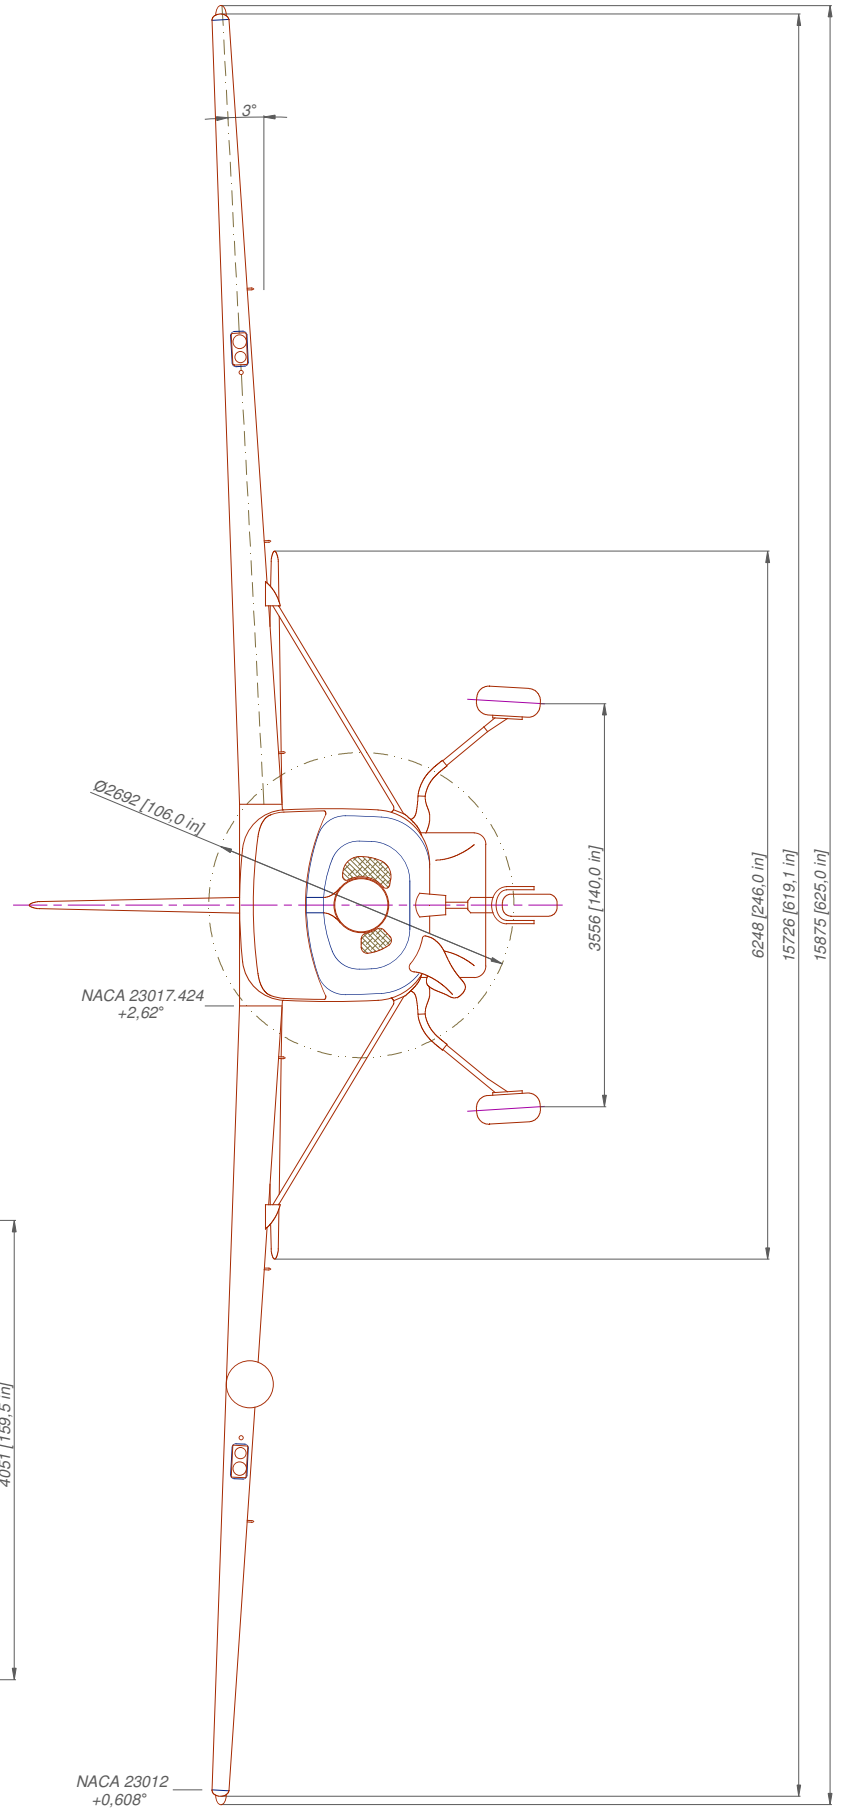 3°
Ø2692 [106,0 in]
3556 [140,0 in]
6248 [246,0 in]
15726 [619,1 in]
15875 [625,0 in]
NACA 23017.424
+2,62°
4051 [159,5 in]
NACA 23012
+0,608°